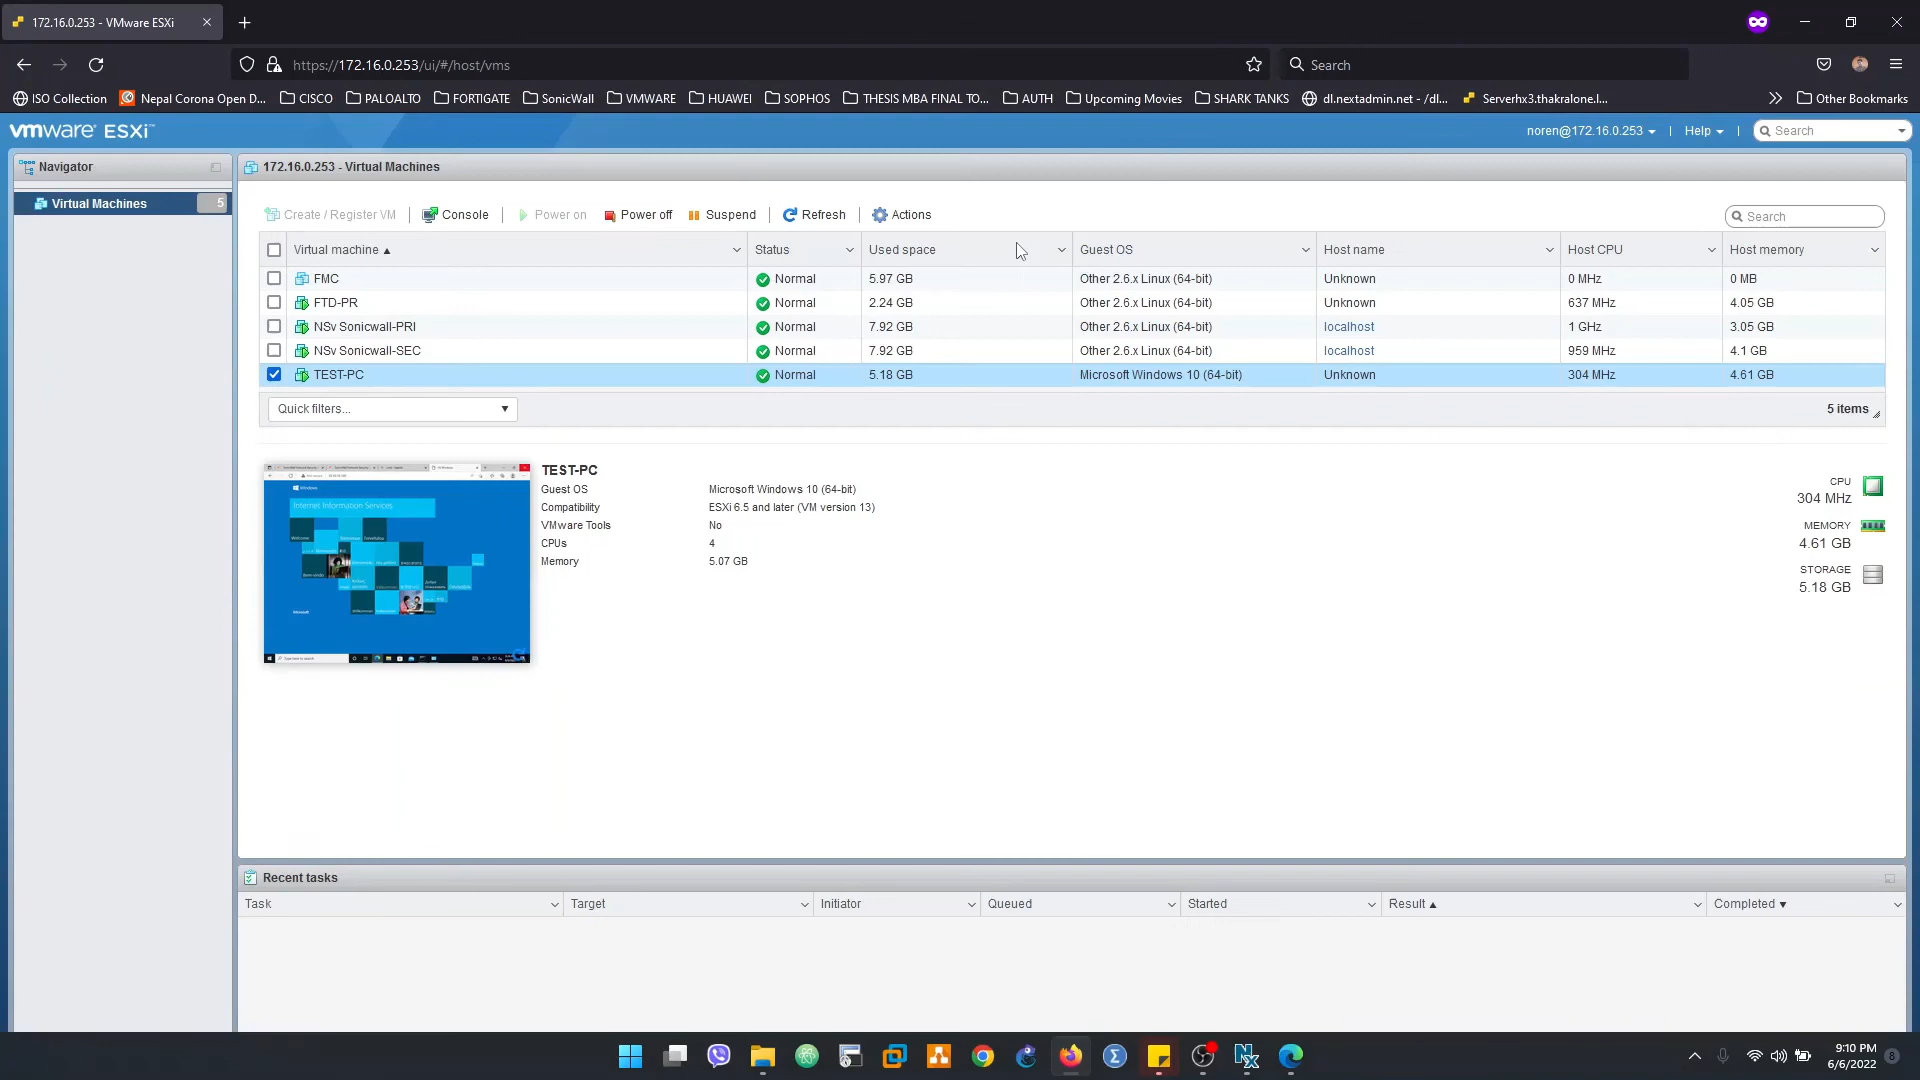 172.16.0.253 - VMware ESXi
https://172.16.0.253/ui/#/host/vms
Search
ISO Collection
Nepal Corona Open D...
CISCO
PALOALTO
FORTIGATE
SonicWall
VMWARE
HUAWEI
SOPHOS
THESIS MBA FINAL TO...
AUTH
Upcoming Movies
SHARK TANKS
dl.nextadmin.net - /dl...
Serverhx3.thakralone.l...
Other Bookmarks
vmware ESXi™
noren@172.16.0.253
Help
Search
Navigator
172.16.0.253 - Virtual Machines
Virtual Machines 5
Create / Register VM
Console
Power on
Power off
Suspend
Refresh
Actions
Search
Virtual machine Status Used space Guest OS Host name Host CPU Host memory
FMC Normal 5.97 GB Other 2.6.x Linux (64-bit) Unknown 0 MHz 0 MB
FTD-PR Normal 2.24 GB Other 2.6.x Linux (64-bit) Unknown 637 MHz 4.05 GB
NSv Sonicwall-PRI Normal 7.92 GB Other 2.6.x Linux (64-bit) localhost 1 GHz 3.05 GB
NSv Sonicwall-SEC Normal 7.92 GB Other 2.6.x Linux (64-bit) localhost 959 MHz 4.1 GB
TEST-PC Normal 5.18 GB Microsoft Windows 10 (64-bit) Unknown 304 MHz 4.61 GB
Quick filters...
5 items
Internet Information Services
TEST-PC
Guest OS Microsoft Windows 10 (64-bit)
Compatibility ESXi 6.5 and later (VM version 13)
VMware Tools No
CPUs 4
Memory 5.07 GB
CPU
304 MHz
MEMORY
4.61 GB
STORAGE
5.18 GB
Recent tasks
Task Target Initiator Queued Started Result Completed
9:10 PM
6/6/2022
8